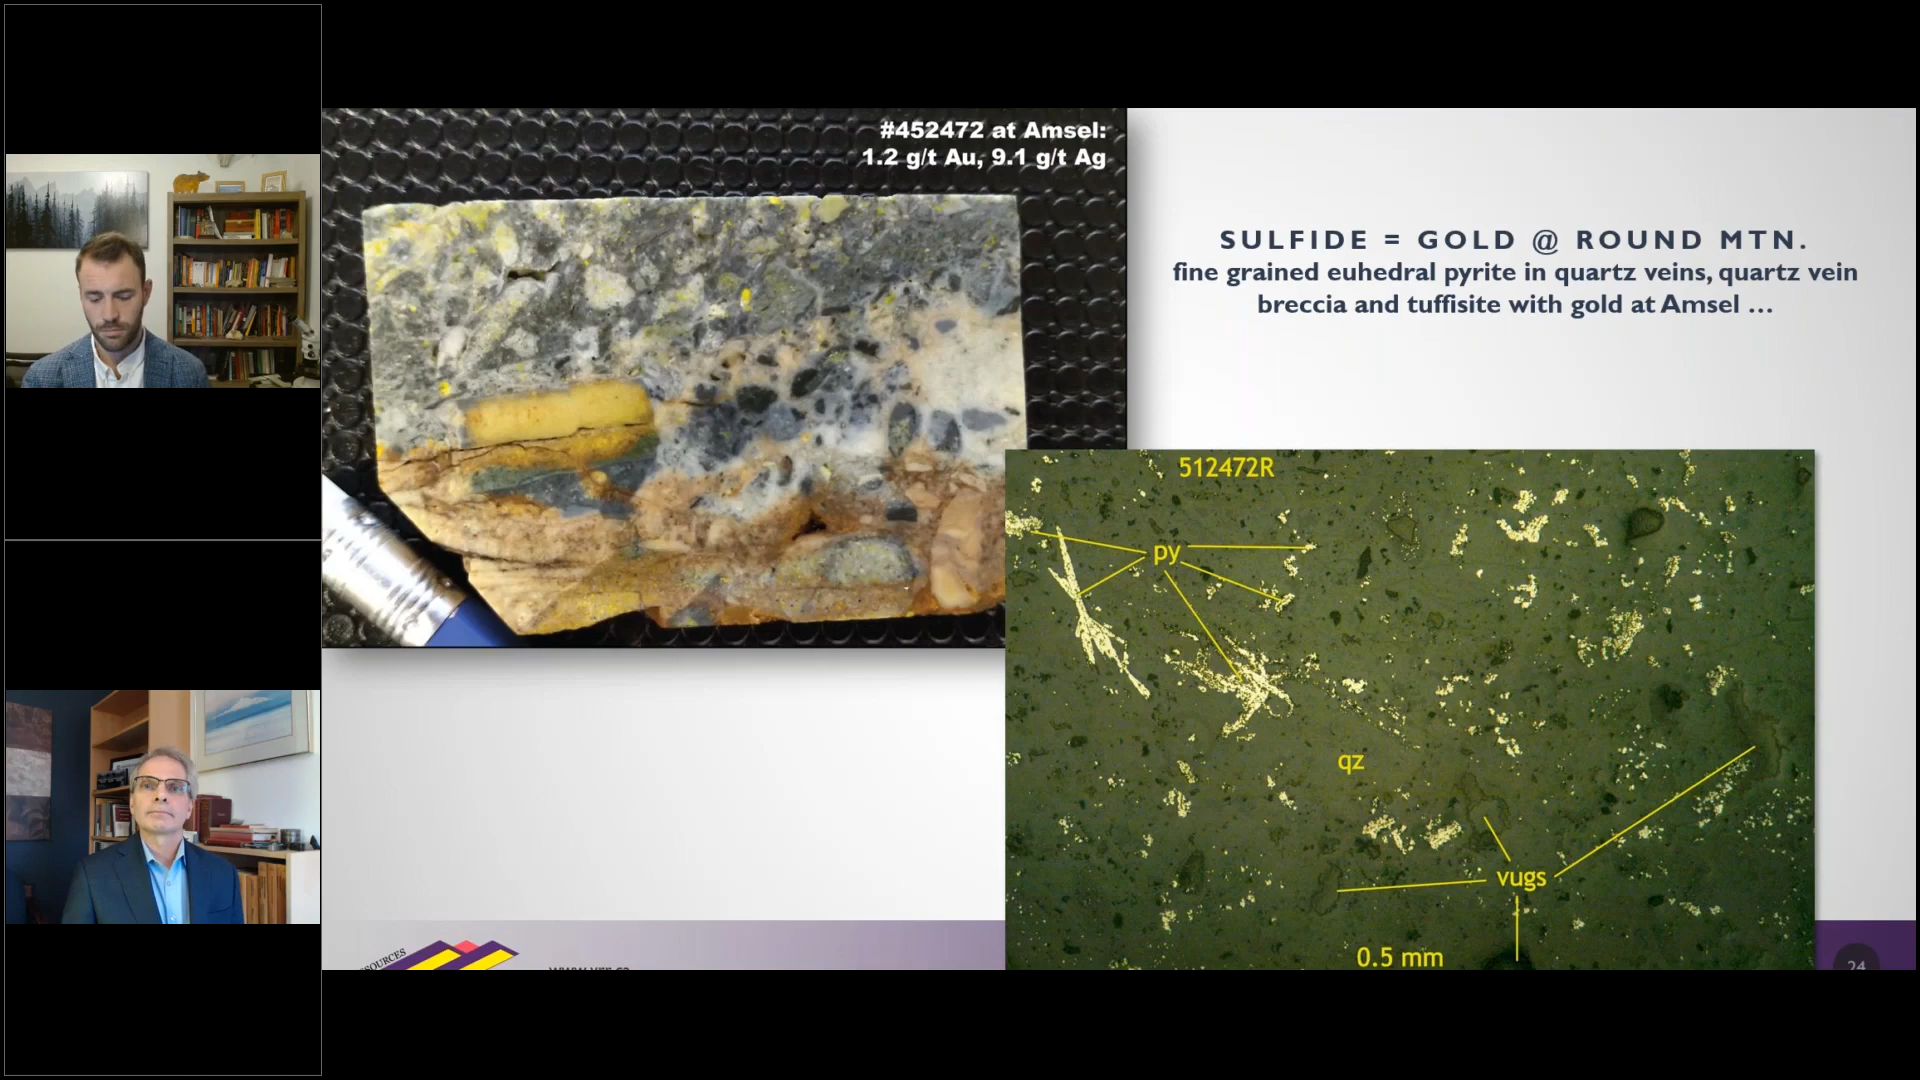 #452472 at Amsel:
1.2 g/t Au, 9.1 g/t Ag
SULFIDE = GOLD @ ROUND MTN.
fine grained euhedral pyrite in quartz veins, quartz vein
breccia and tuffisite with gold at Amsel …
512472R
py
qz
vugs
0.5 mm
24